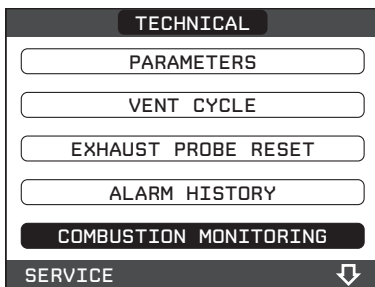 TECHNICAL
PARAMETERS
VENT CYCLE
EXHAUST PROBE RESET
ALARM HISTORY
COMBUSTION MONITORING
SERVICE